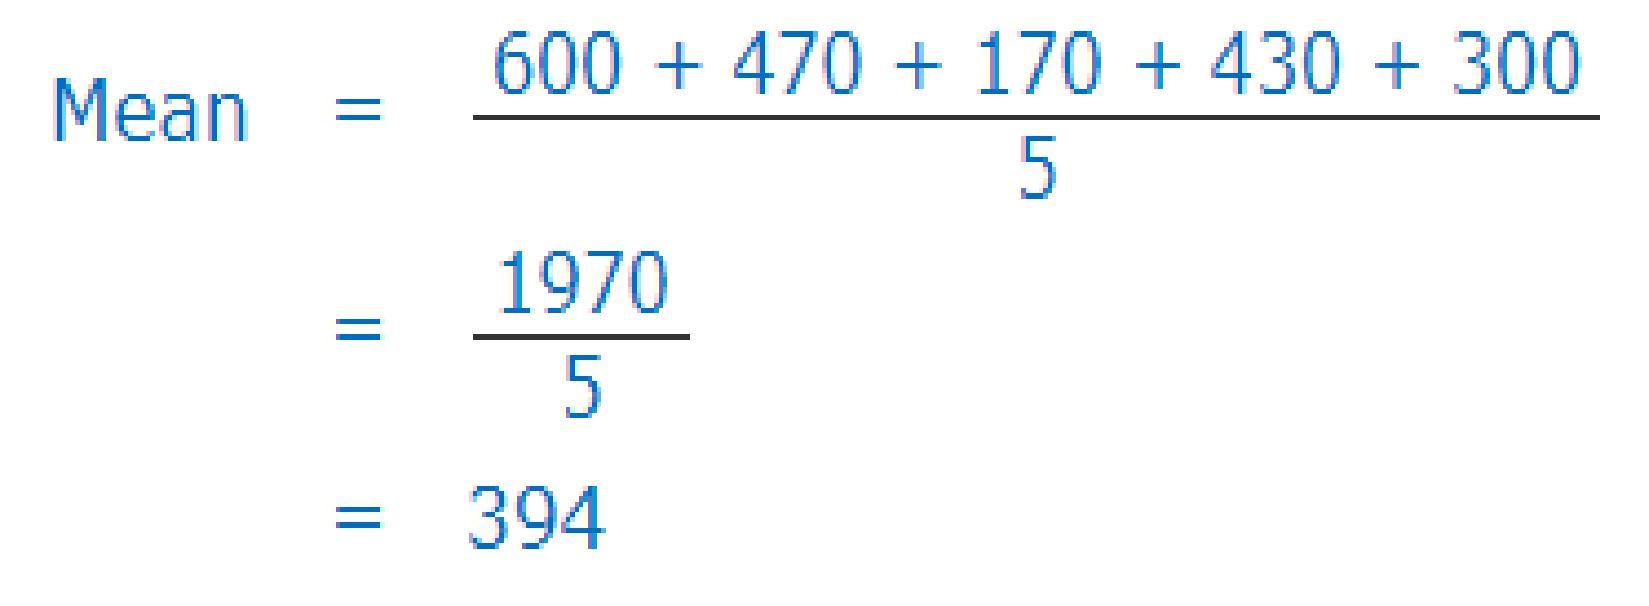 Mean = 600 + 470 + 170 + 430 + 300
5
= 1970
5
= 394